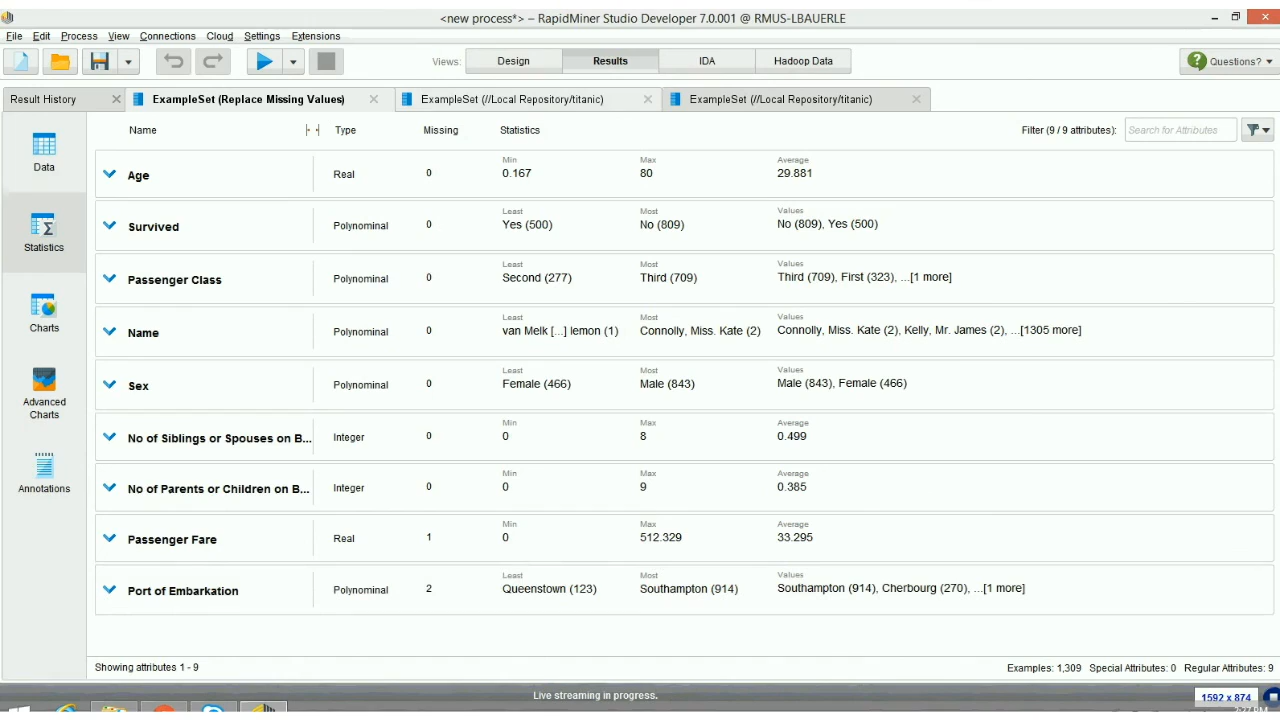 <new process*> – RapidMiner Studio Developer 7.0.001 @ RMUS-LBAUERLE
File Edit Process View Connections Cloud Settings Extensions
Views: Design Results IDA Hadoop Data Questions?
Result History ExampleSet (Replace Missing Values) ExampleSet (//Local Repository/titanic) ExampleSet (//Local Repository/titanic)
Name Type Missing Statistics Filter (9 / 9 attributes): Search for Attributes
Data
Statistics
Charts
Advanced
Charts
Annotations
Min Max Average
Age Real 0 0.167 80 29.881
Least Most Values
Survived Polynominal 0 Yes (500) No (809) No (809), Yes (500)
Least Most Values
Passenger Class Polynominal 0 Second (277) Third (709) Third (709), First (323), ...[1 more]
Least Most Values
Name Polynominal 0 van Melk [...] lemon (1) Connolly, Miss. Kate (2) Connolly, Miss. Kate (2), Kelly, Mr. James (2), ...[1305 more]
Least Most Values
Sex Polynominal 0 Female (466) Male (843) Male (843), Female (466)
Min Max Average
No of Siblings or Spouses on B... Integer 0 0 8 0.499
Min Max Average
No of Parents or Children on B... Integer 0 0 9 0.385
Min Max Average
Passenger Fare Real 1 0 512.329 33.295
Least Most Values
Port of Embarkation Polynominal 2 Queenstown (123) Southampton (914) Southampton (914), Cherbourg (270), ...[1 more]
Showing attributes 1 - 9 Examples: 1,309 Special Attributes: 0 Regular Attributes: 9
Live streaming in progress.
1592 x 874